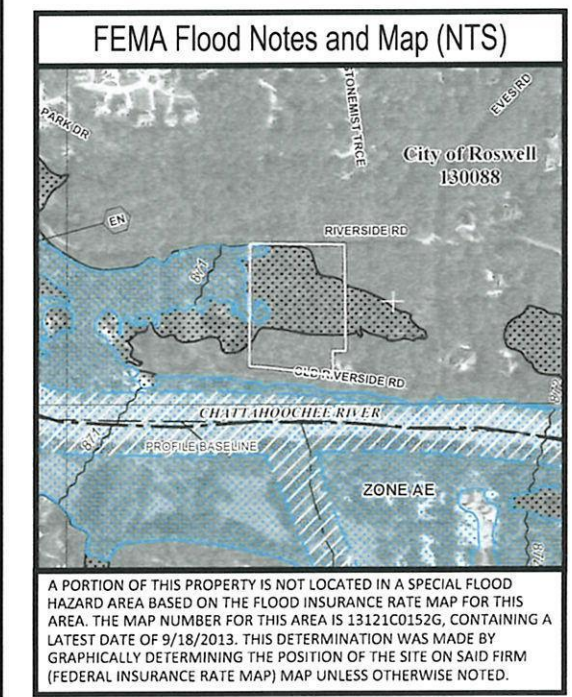 FEMA Flood Notes and Map (NTS)
PARK DR
STONEMIST TRCE
EVES RD
City of Roswell
130088
EN
RIVERSIDE RD
871
OLD RIVERSIDE RD
872
CHATTAHOOCHEE RIVER
871
PROFILE BASELINE
ZONE AE
A PORTION OF THIS PROPERTY IS NOT LOCATED IN A SPECIAL FLOOD
HAZARD AREA BASED ON THE FLOOD INSURANCE RATE MAP FOR THIS
AREA. THE MAP NUMBER FOR THIS AREA IS 13121C0152G, CONTAINING A
LATEST DATE OF 9/18/2013. THIS DETERMINATION WAS MADE BY
GRAPHICALLY DETERMINING THE POSITION OF THE SITE ON SAID FIRM
(FEDERAL INSURANCE RATE MAP) MAP UNLESS OTHERWISE NOTED.